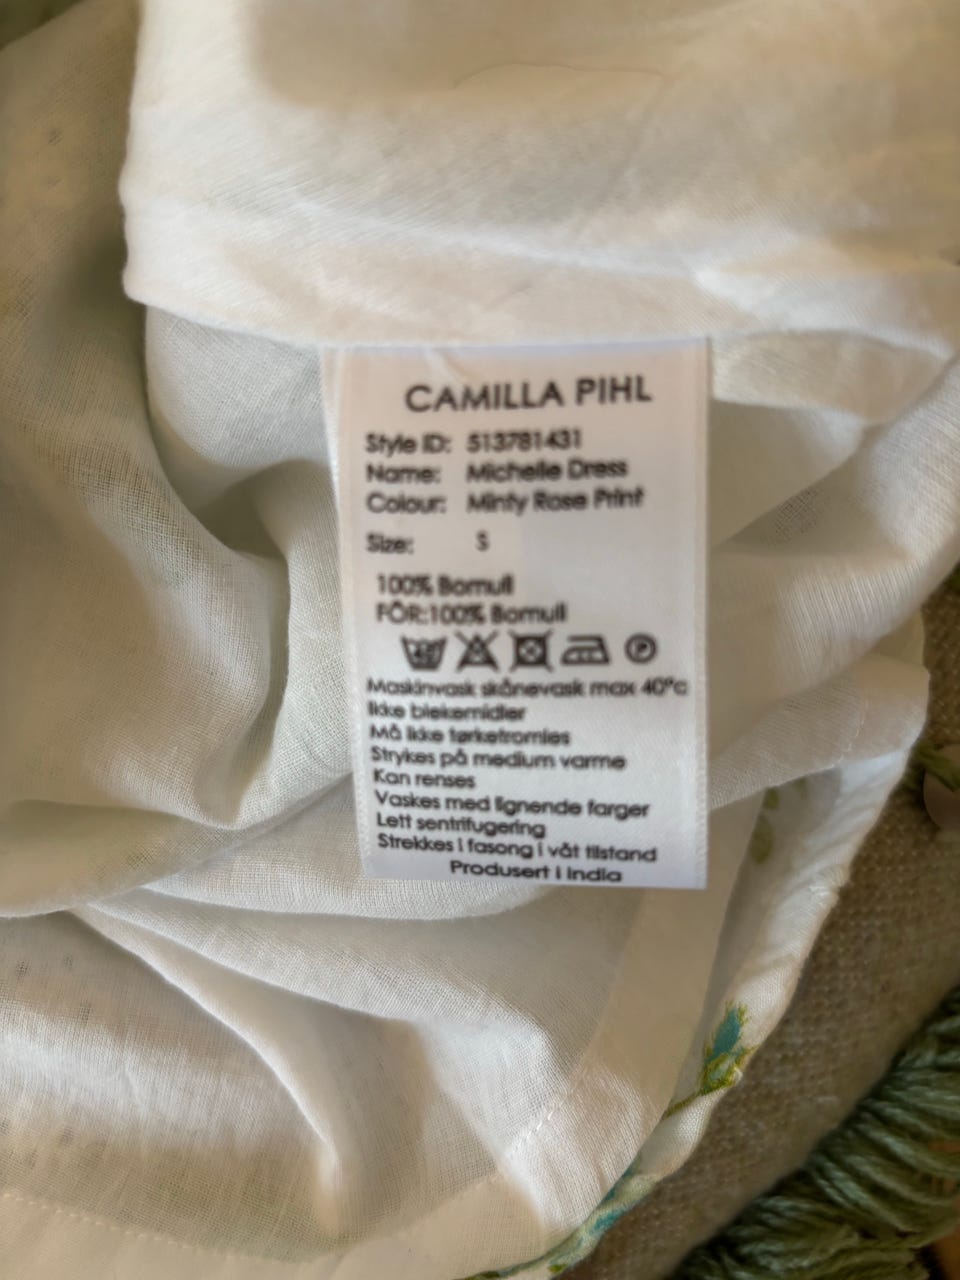 CAMILLA PIHL
Style ID: 513781431
Name: Michelle Dress
Colour: Minty Rose Print
Size: S
100% Bomull
FÔR:100% Bomull
40
P
Maskinvask skånevask max 40°c
Ikke blekemidler
Må ikke tørketromles
Strykes på medium varme
Kan renses
Vaskes med lignende farger
Lett sentrifugering
Strekkes i fasong i våt tilstand
Produsert i India